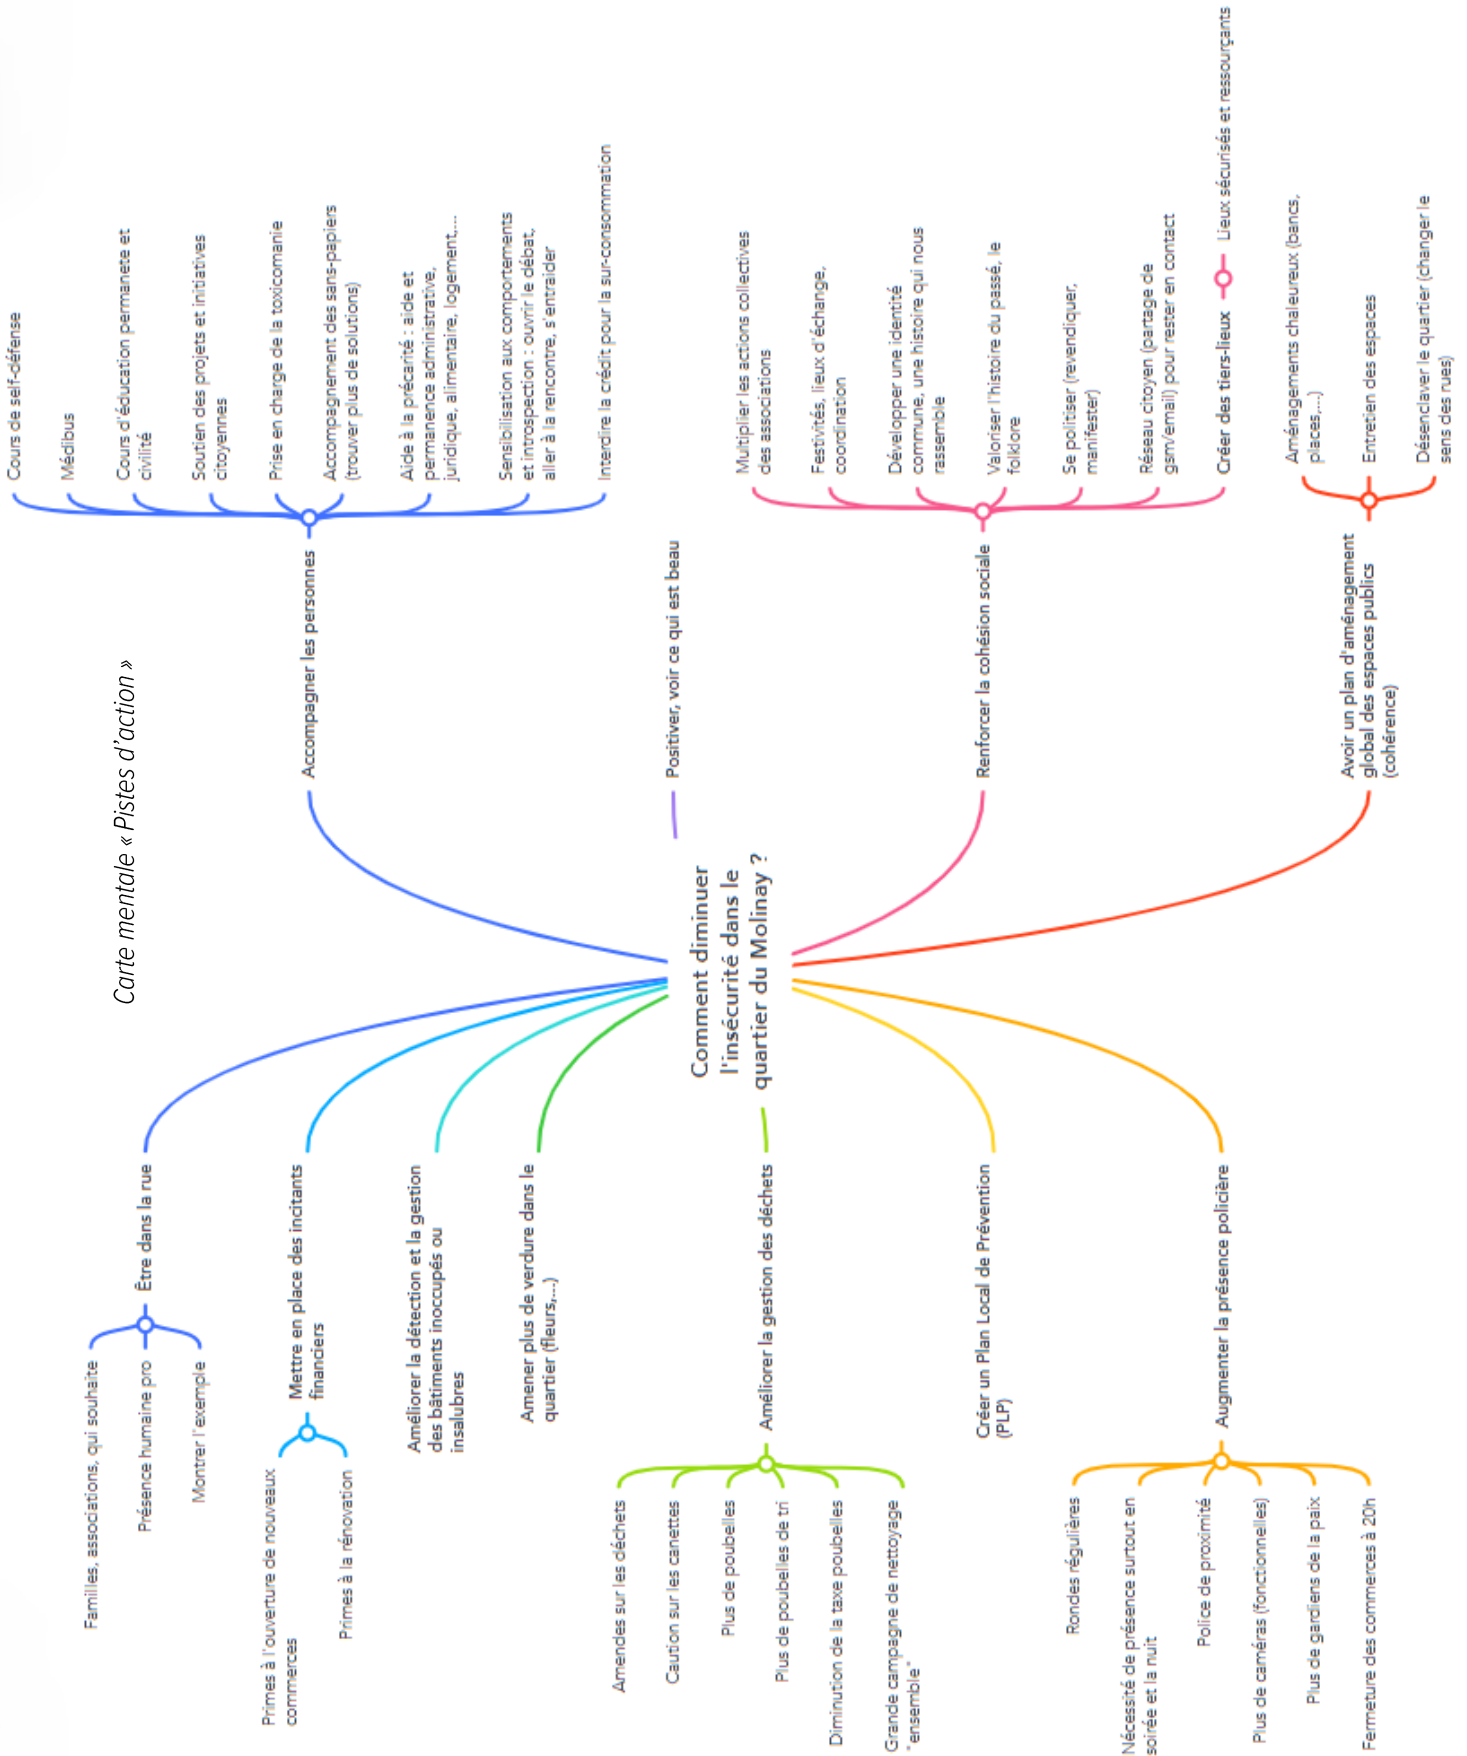 Carte mentale « Pistes d'action »
Comment diminuer
l'insécurité dans le
quartier du Molinay ?
Accompagner les personnes
Cours de self-défense
Médibus
Cours d'éducation permanete et
civilité
Soutien des projets et initiatives
citoyennes
Prise en charge de la toxicomanie
Accompagnement des sans-papiers
(trouver plus de solutions)
Aide à la précarité : aide et
permanence administrative,
juridique, alimentaire, logement,...
Sensibilisation aux comportements
et introspection : ouvrir le débat,
aller à la rencontre, s'entraider
Interdire la crédit pour la sur-consommation
Positiver, voir ce qui est beau
Renforcer la cohésion sociale
Multiplier les actions collectives
des associations
Festivités, lieux d'échange,
coordination
Développer une identité
commune, une histoire qui nous
rassemble
Valoriser l'histoire du passé, le
folklore
Se politiser (revendiquer,
manifester)
Réseau citoyen (partage de
gsm/email) pour rester en contact
Créer des tiers-lieux
Lieux sécurisés et ressourçants
Avoir un plan d'aménagement
global des espaces publics
(cohérence)
Aménagements chaleureux (bancs,
places,...)
Entretien des espaces
Désenclaver le quartier (changer le
sens des rues)
Être dans la rue
Familles, associations, qui souhaite
Présence humaine pro
Montrer l'exemple
Mettre en place des incitants
financiers
Primes à l'ouverture de nouveaux
commerces
Primes à la rénovation
Améliorer la détection et la gestion
des bâtiments inoccupés ou
insalubres
Amener plus de verdure dans le
quartier (fleurs,...)
Améliorer la gestion des déchets
Amendes sur les déchets
Caution sur les canettes
Plus de poubelles
Plus de poubelles de tri
Diminution de la taxe poubelles
Grande campagne de nettoyage
"ensemble"
Créer un Plan Local de Prévention
(PLP)
Augmenter la présence policière
Rondes régulières
Nécessité de présence surtout en
soirée et la nuit
Police de proximité
Plus de caméras (fonctionnelles)
Plus de gardiens de la paix
Fermeture des commerces à 20h